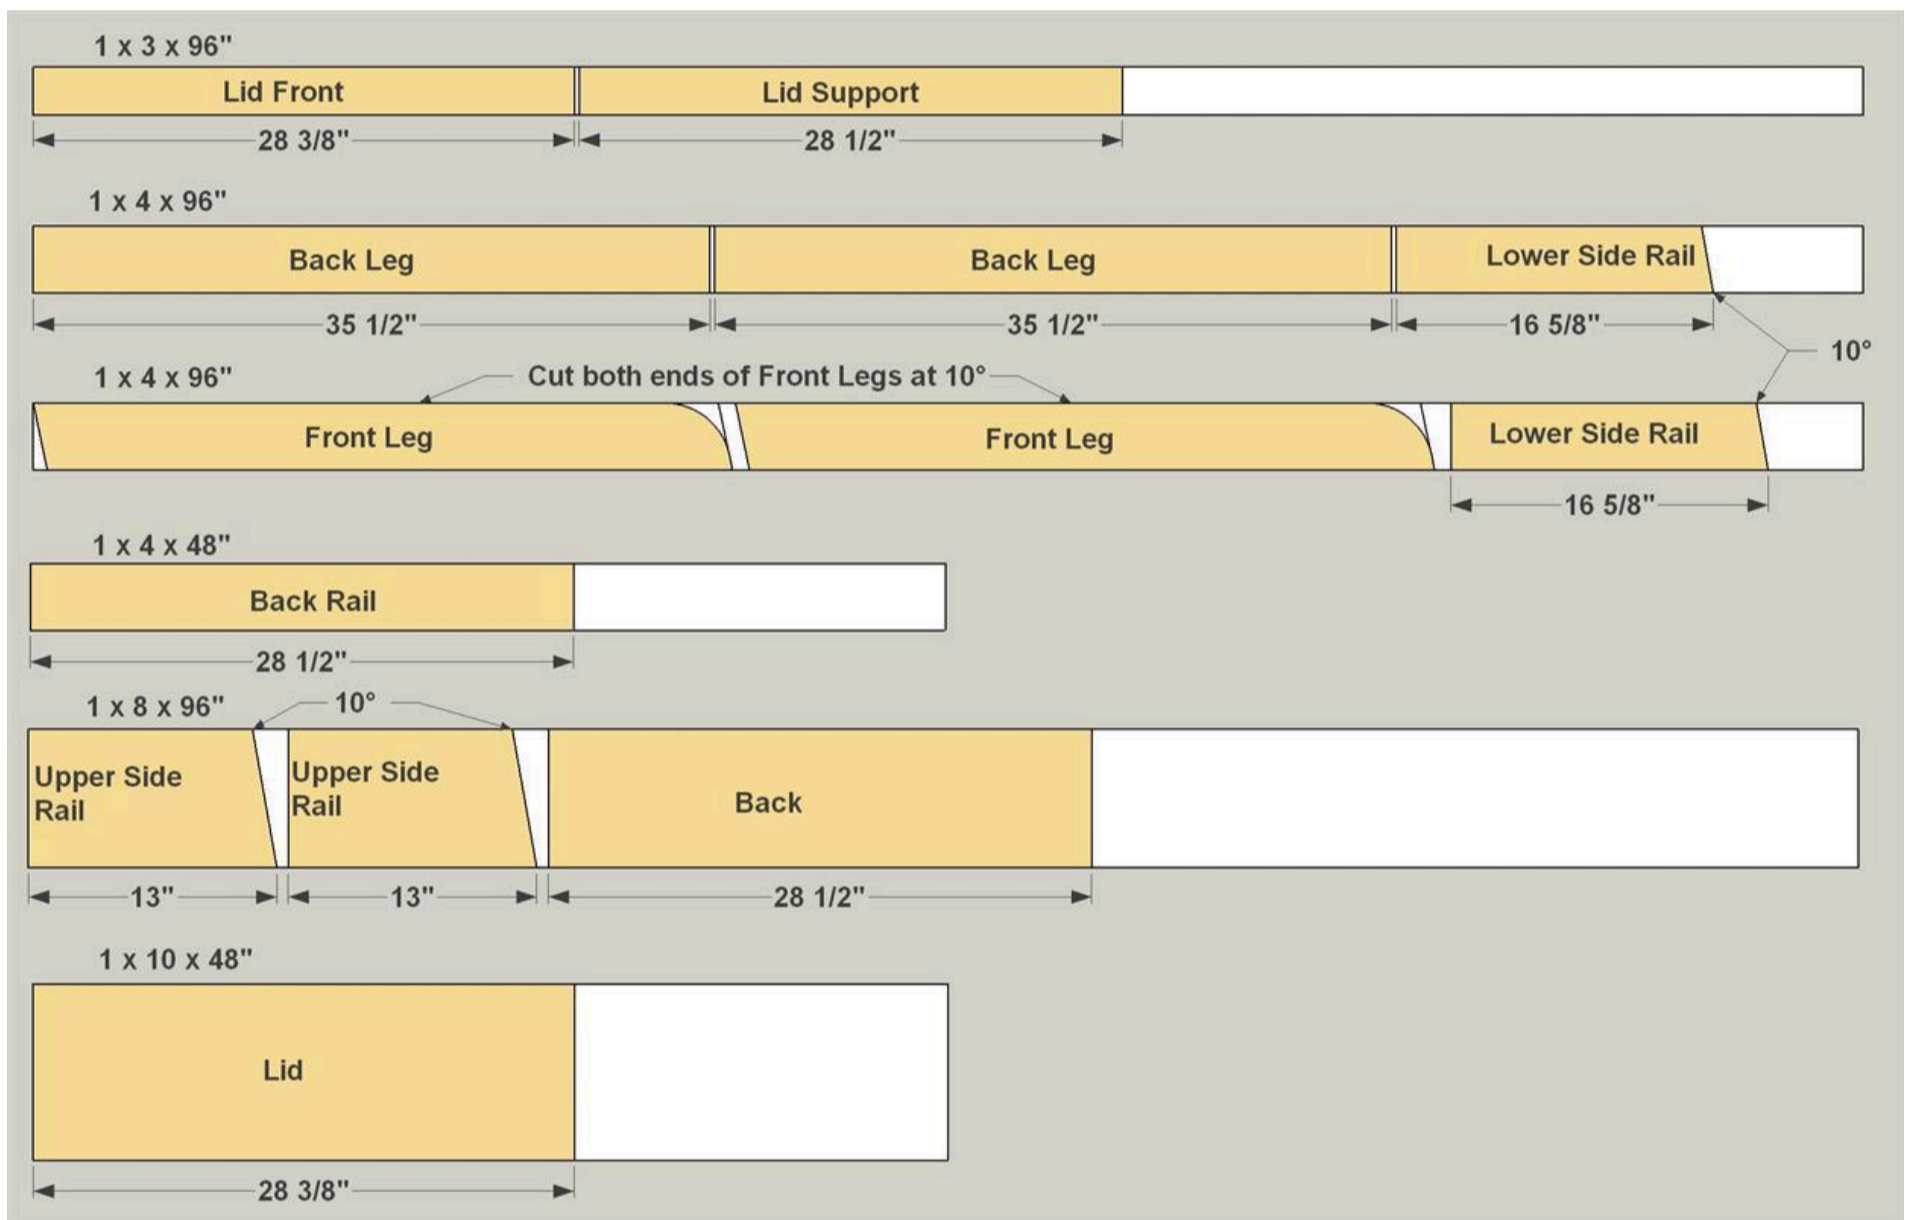 1 x 3 x 96"
Lid Front
Lid Support
28 3/8"
28 1/2"
1 x 4 x 96"
Back Leg
Back Leg
Lower Side Rail
35 1/2"
35 1/2"
16 5/8"
10°
1 x 4 x 96"
Cut both ends of Front Legs at 10°
Front Leg
Front Leg
Lower Side Rail
16 5/8"
1 x 4 x 48"
Back Rail
28 1/2"
1 x 8 x 96"
10°
Upper Side
Rail
Upper Side
Rail
Back
13"
13"
28 1/2"
1 x 10 x 48"
Lid
28 3/8"